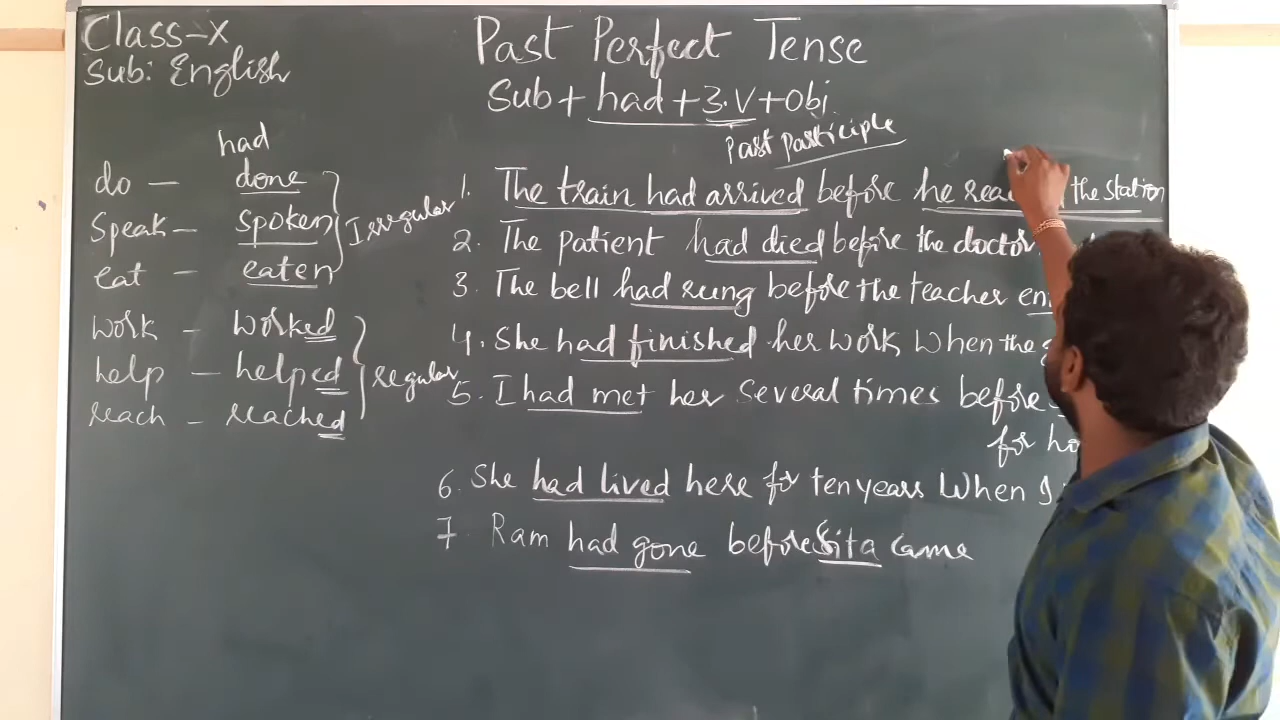 Class-X
Sub: English
Past Perfect Tense
Sub + had + 3.V + Obj
Past Participle
had
do - done
Speak - spoken
eat - eaten
Irregular
work - worked
help - helped
reach - reached
regular
1. The train had arrived before he the station
2. The patient had died before the doctor
3. The bell had rung before the teacher
4. She had finished her work when the
5. I had met her several times before
for
6. She had lived here for ten years When I
7. Ram had gone before Sita came